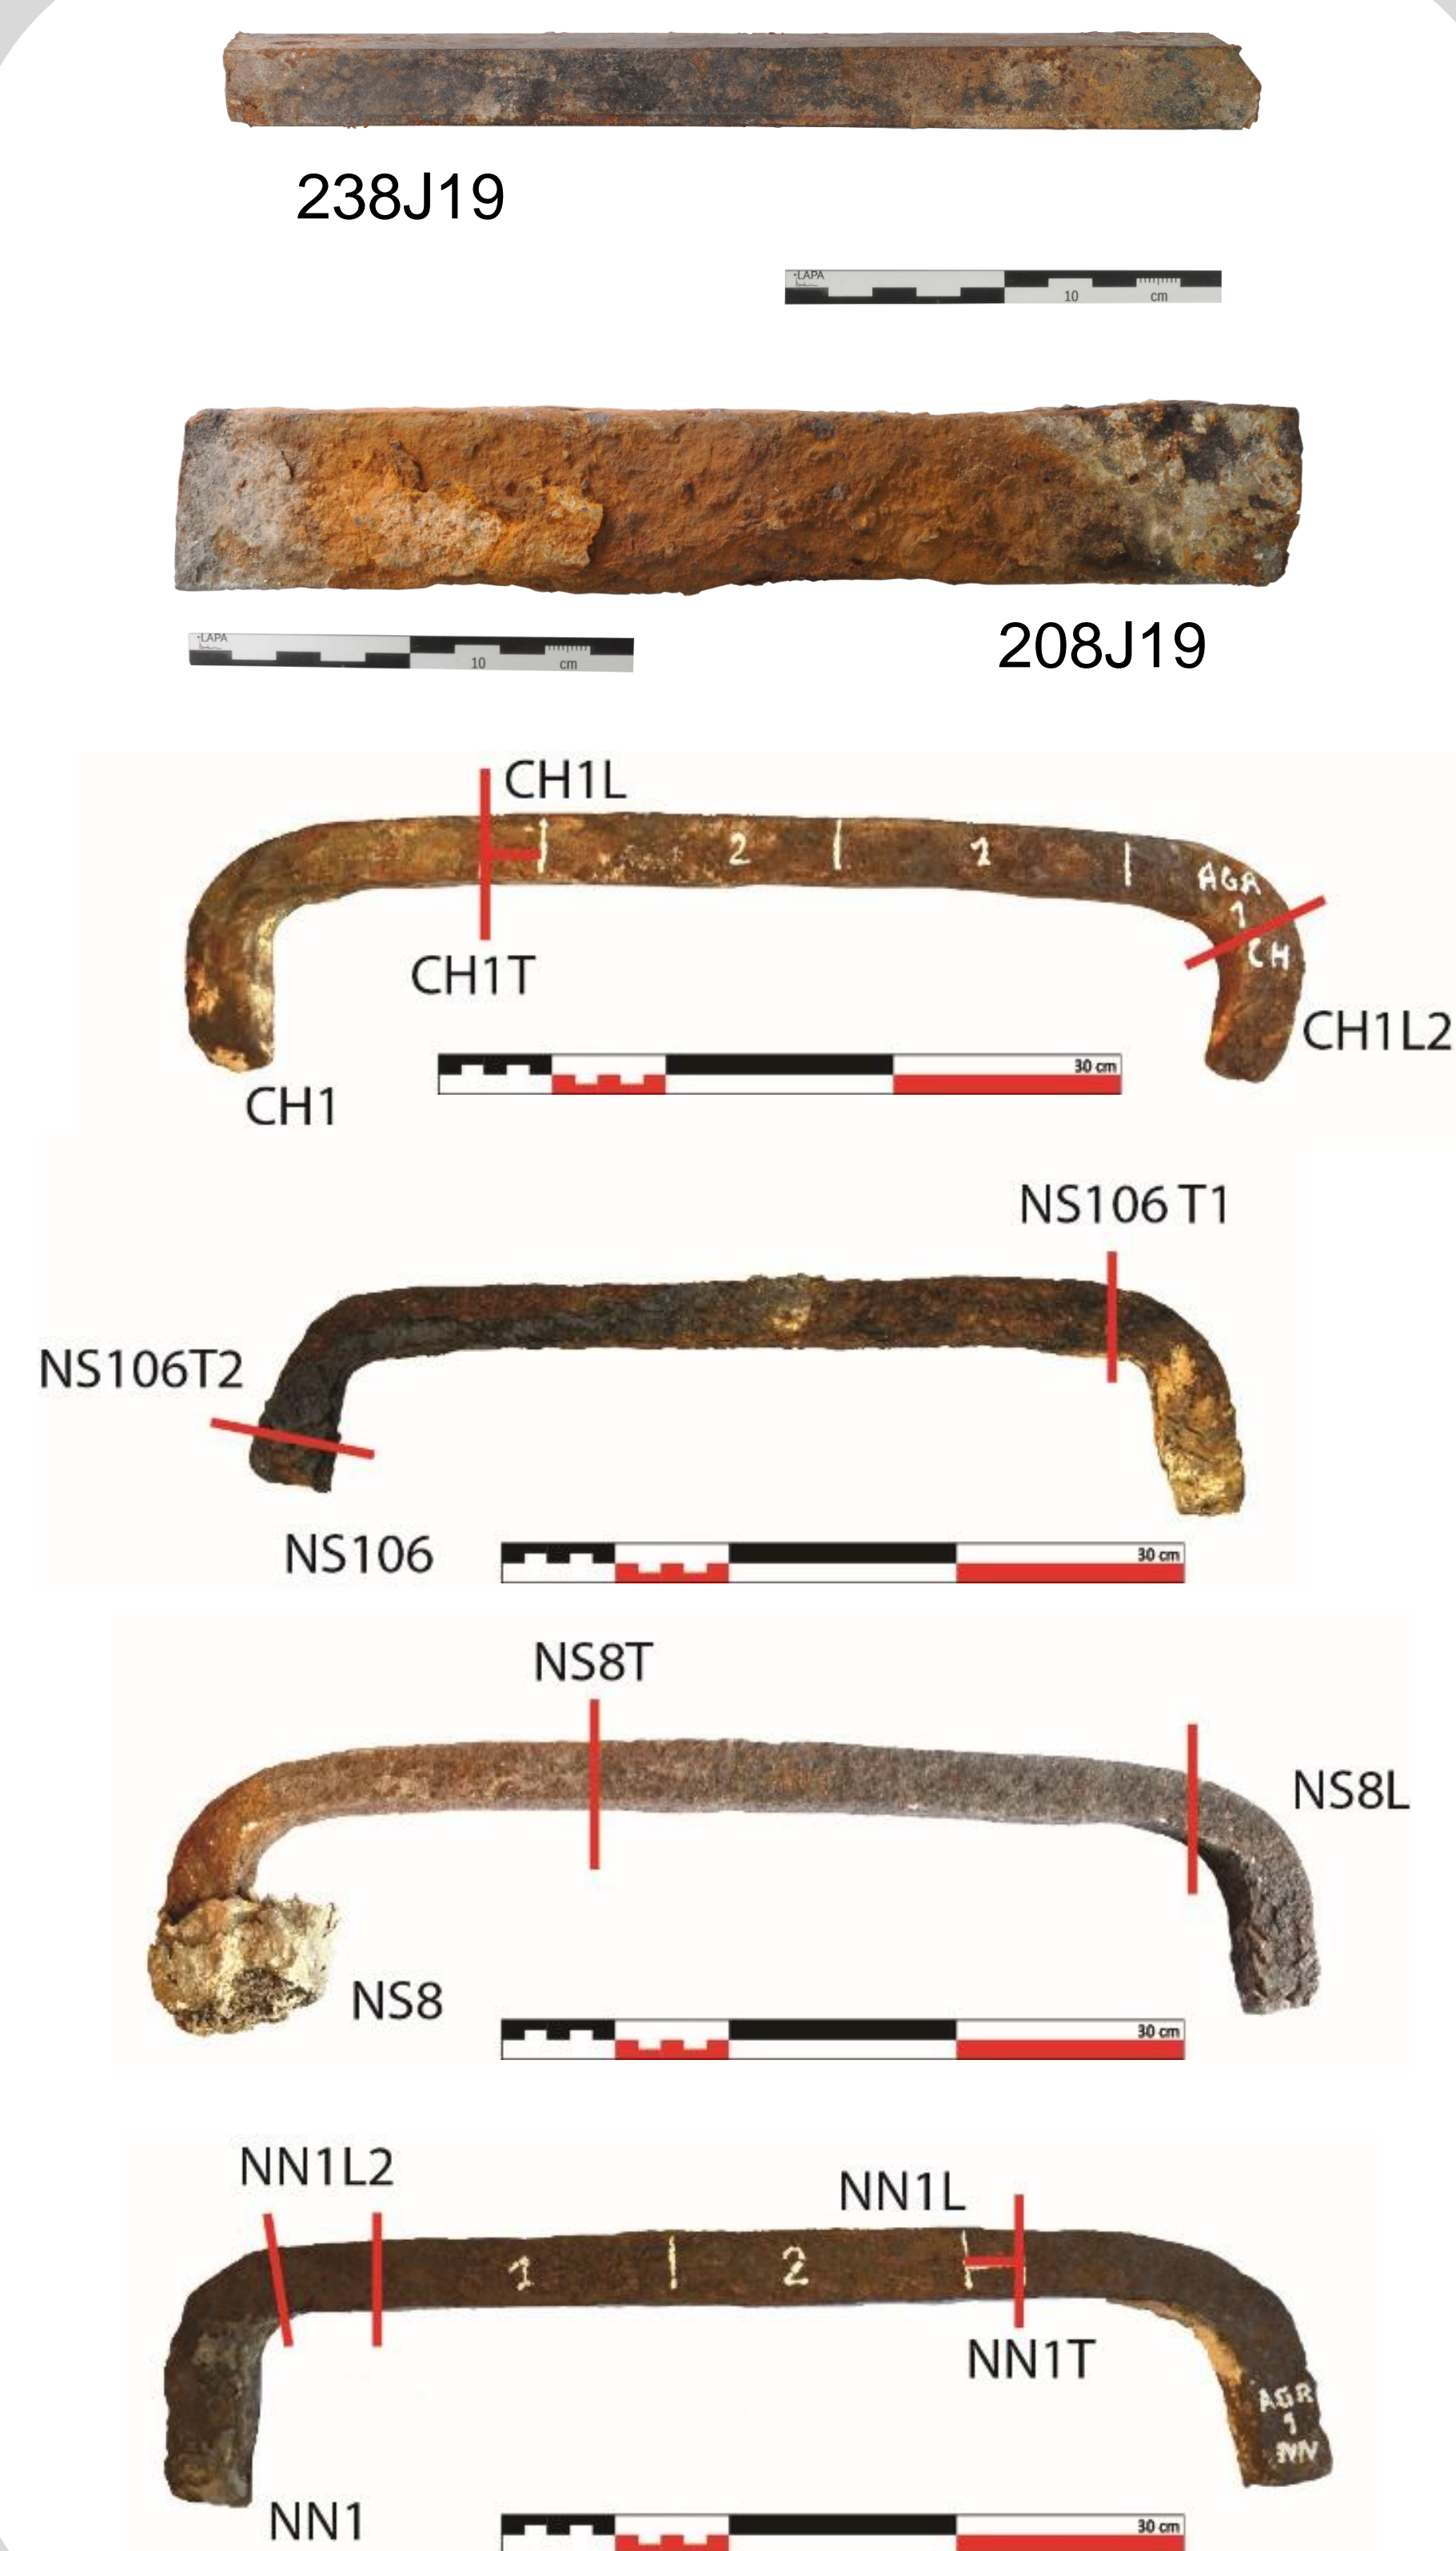 238J19
LAPA
10 cm
LAPA
10 cm
208J19
CH1L
2 1
AGR
1
CH
CH1T
CH1L2
30 cm
CH1
NS106 T1
NS106T2
NS106
30 cm
NS8T
NS8L
NS8
30 cm
NN1L2
NN1L
1 2
NN1T
AGR
1
NN
NN1
30 cm